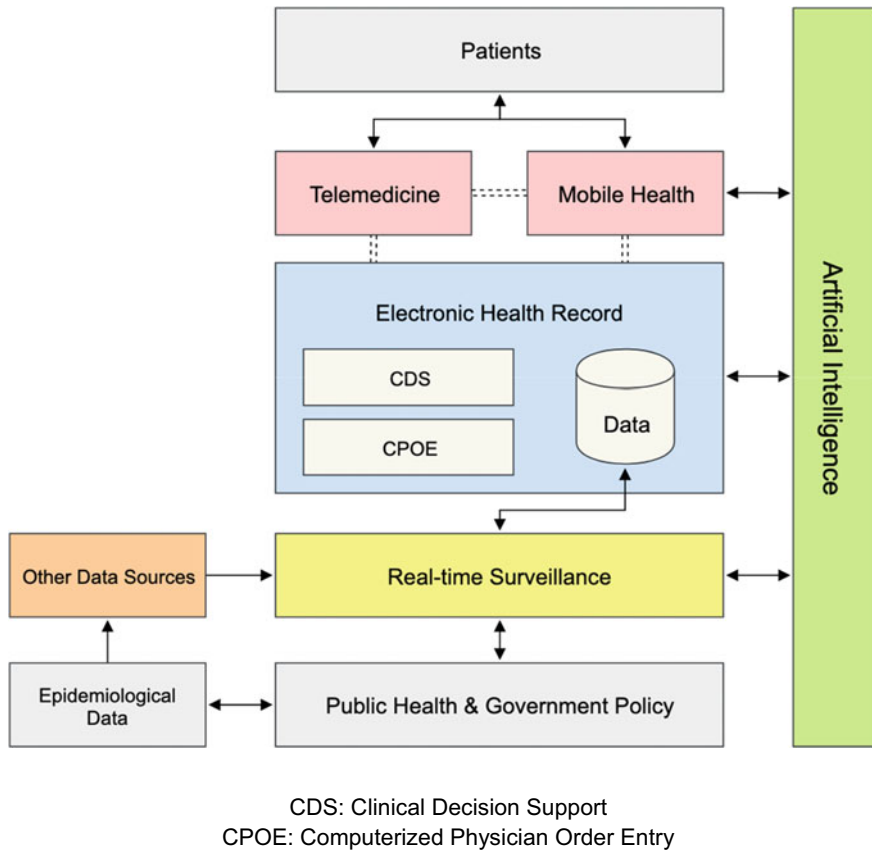 Patients
Telemedicine
Mobile Health
Artificial Intelligence
Electronic Health Record
CDS
CPOE
Data
Other Data Sources
Real-time Surveillance
Epidemiological
Data
Public Health & Government Policy
CDS: Clinical Decision Support
CPOE: Computerized Physician Order Entry